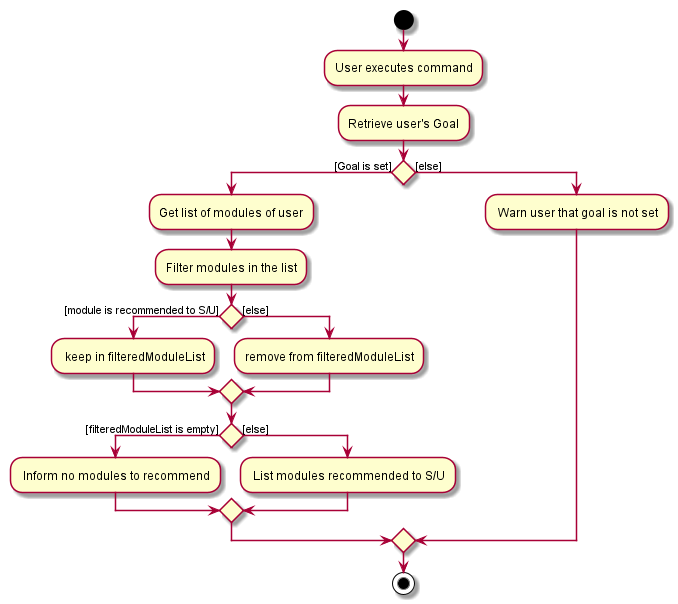 User executes command
Retrieve user's Goal
[Goal is set]
[else]
Get list of modules of user
Warn user that goal is not set
Filter modules in the list
[module is recommended to S/U]
[else]
keep in filteredModuleList
remove from filteredModuleList
[filteredModuleList is empty]
[else]
Inform no modules to recommend
List modules recommended to S/U